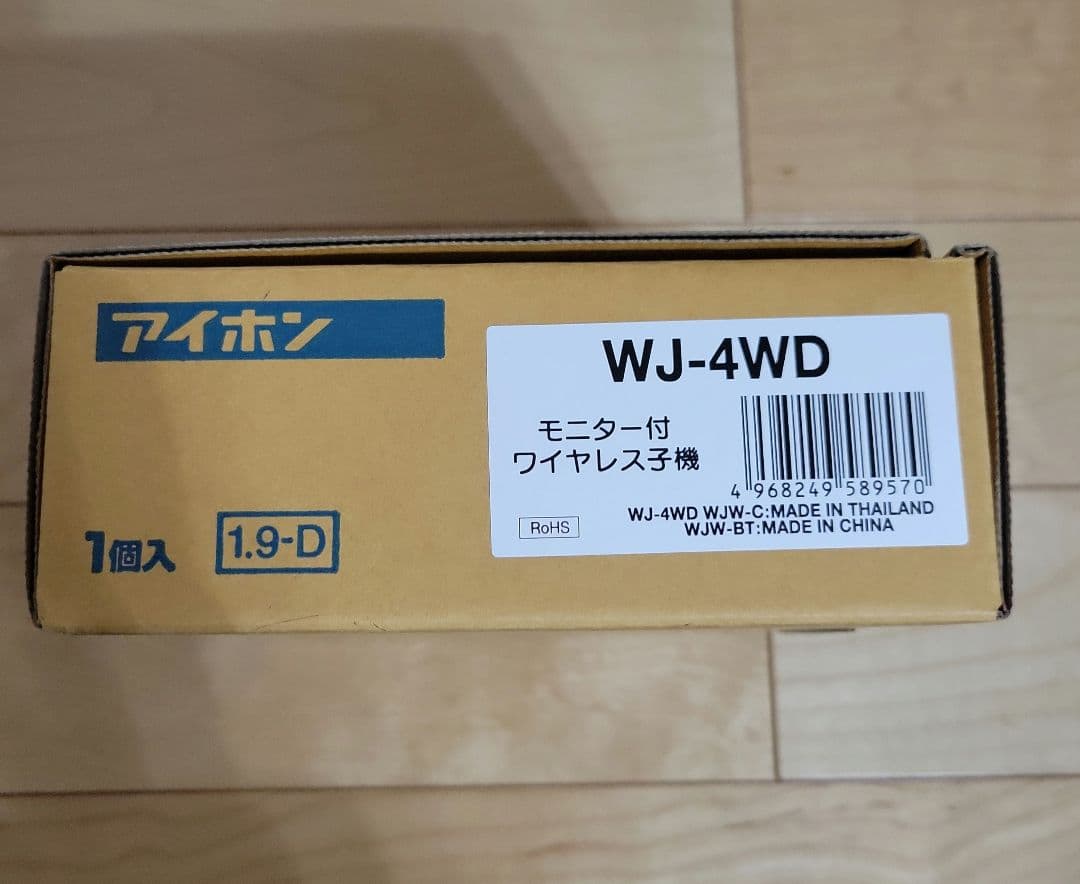 アイホン
WJ-4WD
モニター付
ワイヤレス子機
4 968249 589570
RoHS
WJ-4WD WJW-C:MADE IN THAILAND
WJW-BT:MADE IN CHINA
1個入
1.9-D